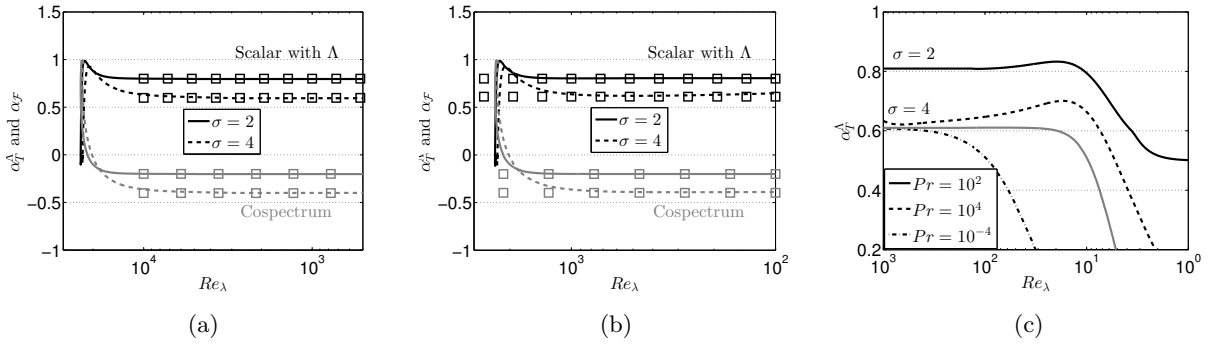 1.5
1
0.5
0
−0.5
−1
α_T^Λ and α_ℱ
Scalar with Λ
σ = 2
σ = 4
Cospectrum
10^4
10^3
Re_λ
(a)
1.5
1
0.5
0
−0.5
−1
α_T^Λ and α_ℱ
Scalar with Λ
σ = 2
σ = 4
Cospectrum
10^3
10^2
Re_λ
(b)
1
0.8
0.6
0.4
0.2
α_T^Λ
σ = 2
σ = 4
Pr = 10^2
Pr = 10^4
Pr = 10^{-4}
10^3
10^2
10^1
10^0
Re_λ
(c)